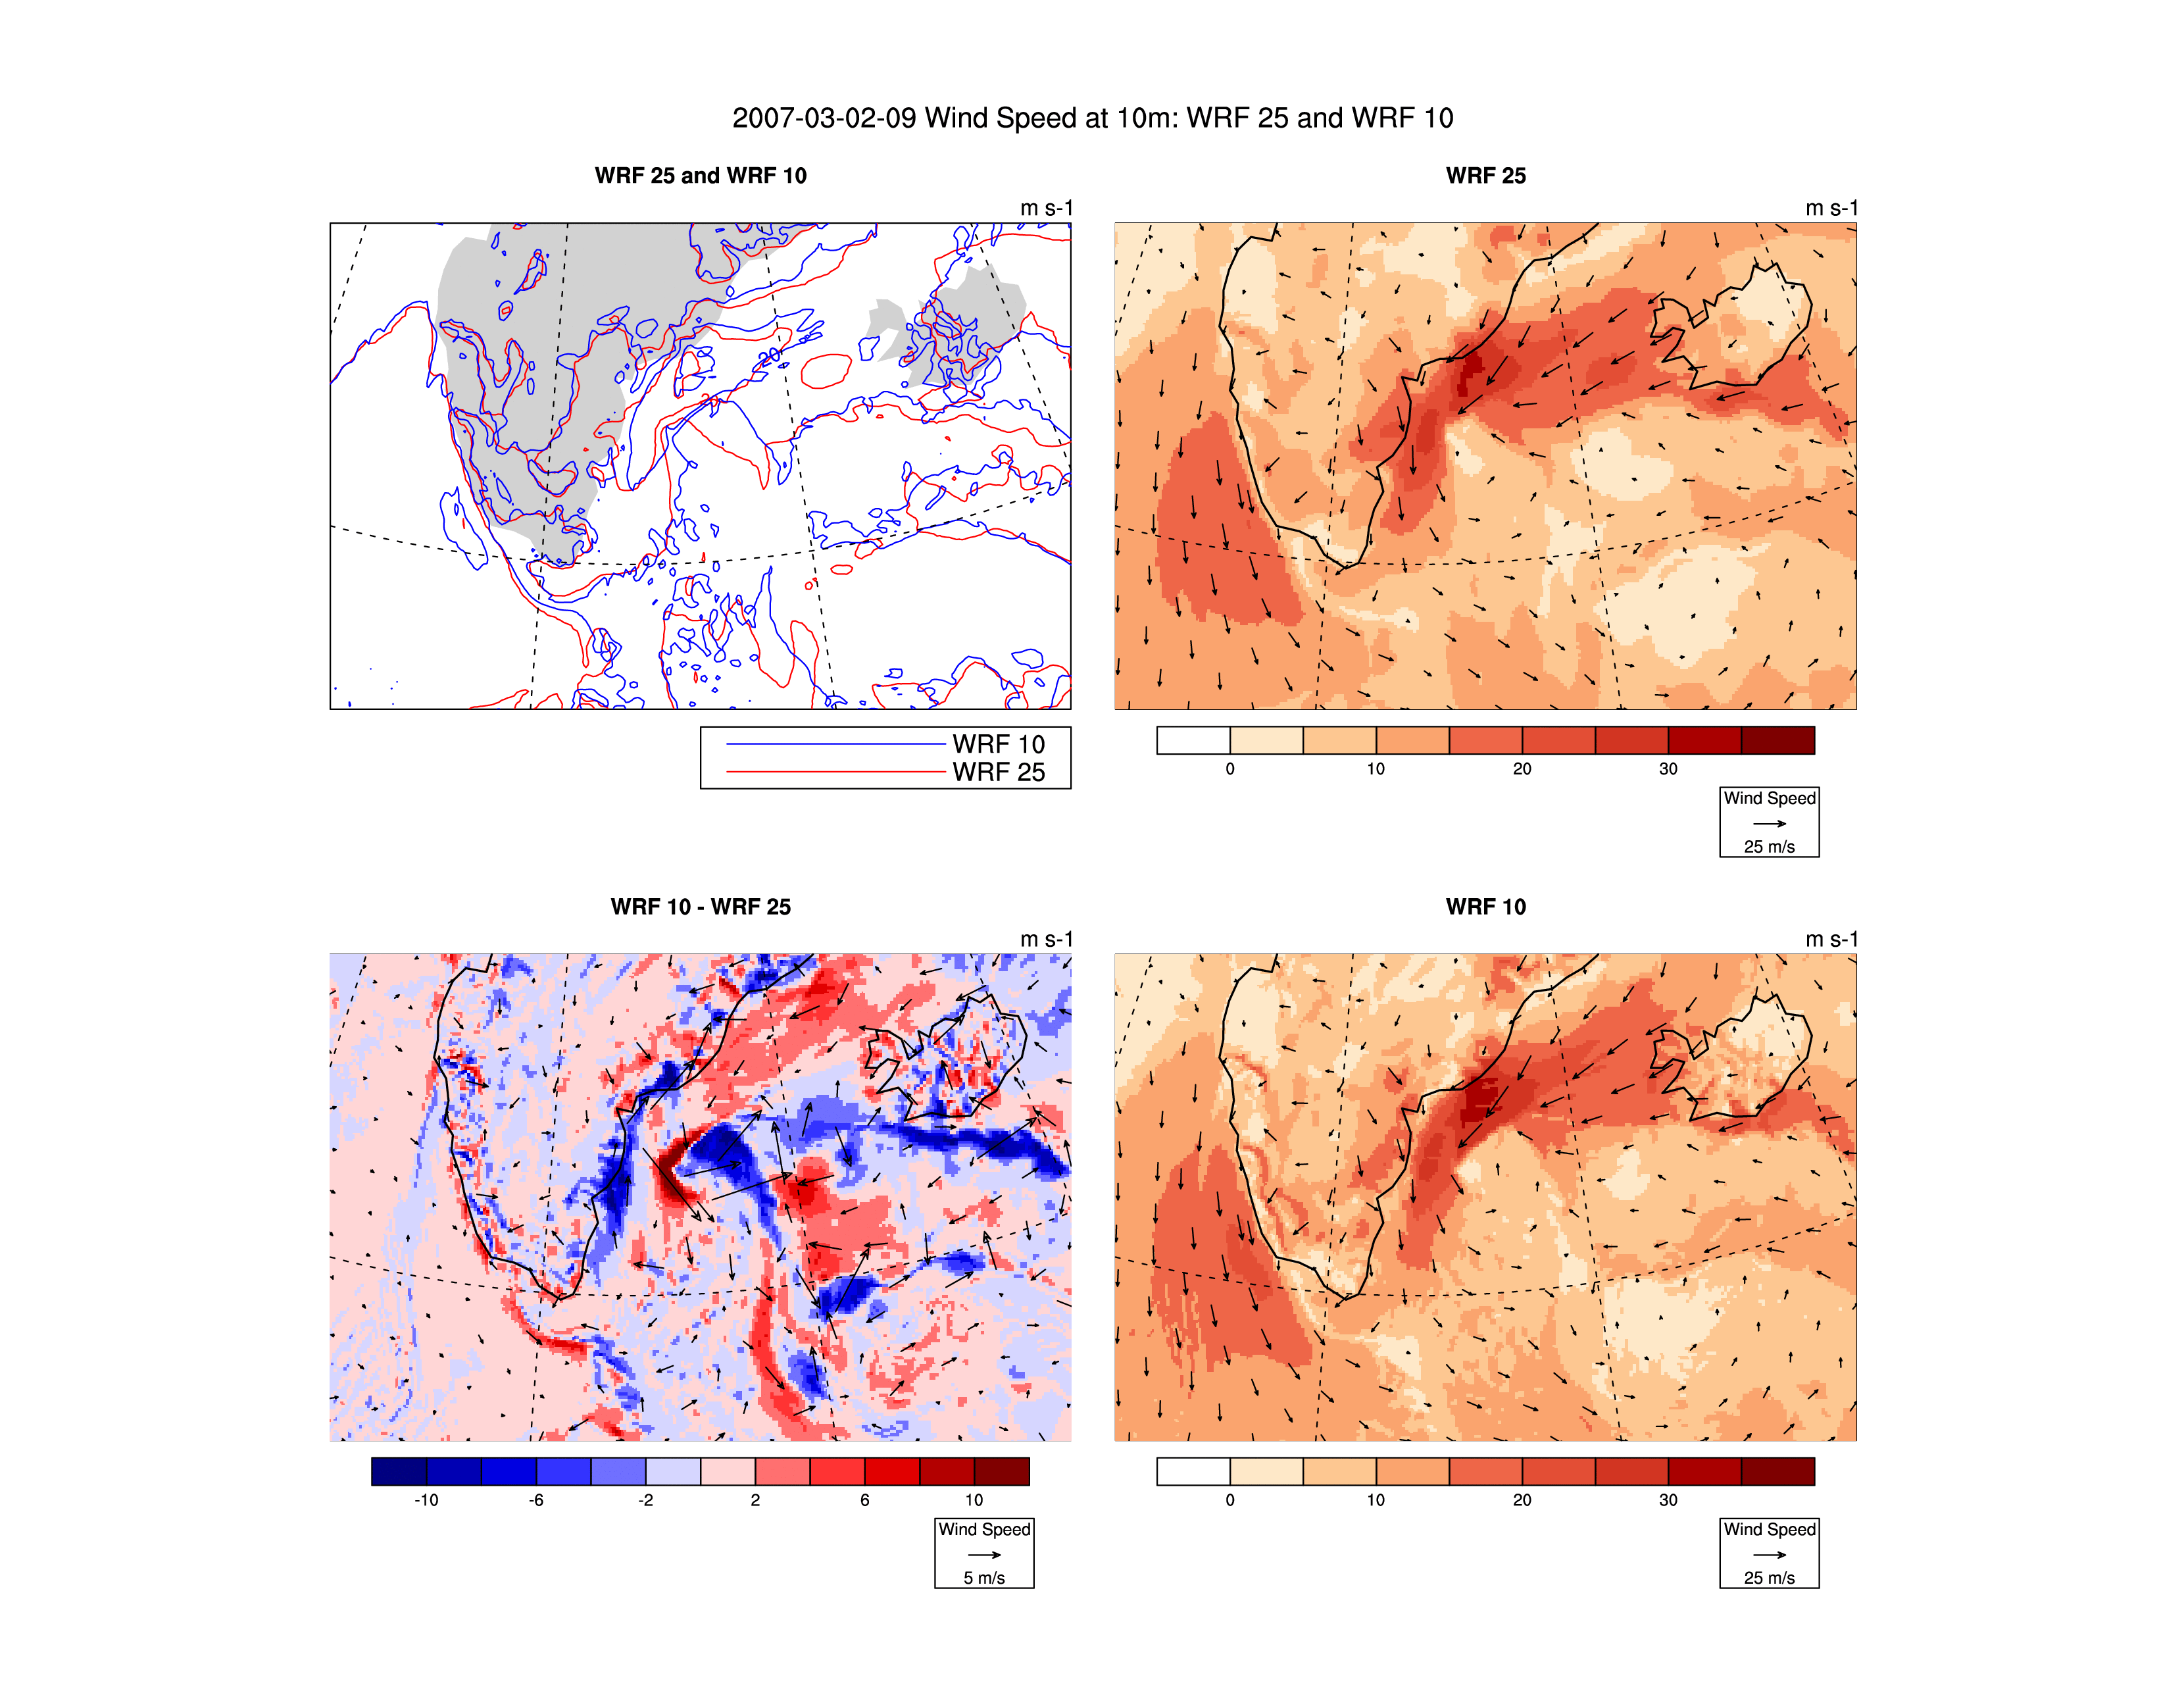 2007-03-02-09 Wind Speed at 10m: WRF 25 and WRF 10
WRF 25 and WRF 10
m s-1
20
WRF 10
WRF 25
WRF 25
m s-1
0 10 20 30
Wind Speed
25 m/s
WRF 10 - WRF 25
m s-1
-10 -6 -2 2 6 10
Wind Speed
5 m/s
WRF 10
m s-1
0 10 20 30
Wind Speed
25 m/s